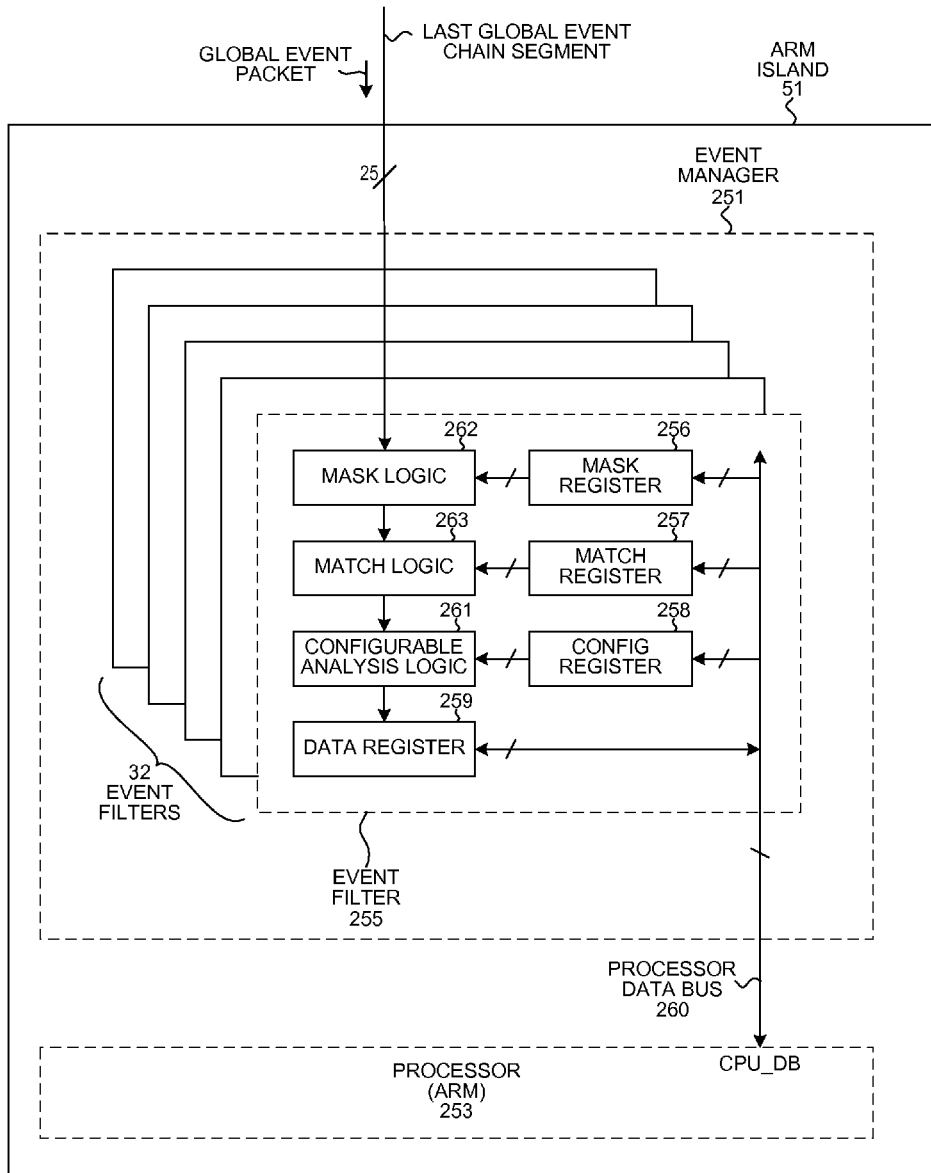 LAST GLOBAL EVENT
CHAIN SEGMENT
GLOBAL EVENT
PACKET
ARM
ISLAND
51
25
EVENT
MANAGER
251
262
MASK LOGIC
256
MASK
REGISTER
263
MATCH LOGIC
257
MATCH
REGISTER
261
CONFIGURABLE
ANALYSIS LOGIC
258
CONFIG
REGISTER
259
DATA REGISTER
32
EVENT
FILTERS
EVENT
FILTER
255
PROCESSOR
DATA BUS
260
CPU_DB
PROCESSOR
(ARM)
253